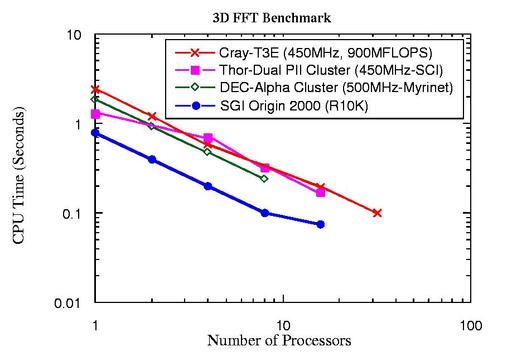 3D FFT Benchmark
10
Cray-T3E (450MHz, 900MFLOPS)
Thor-Dual PII Cluster (450MHz-SCI)
DEC-Alpha Cluster (500MHz-Myrinet)
SGI Origin 2000 (R10K)
1
CPU Time (Seconds)
0.1
0.01
1
10
100
Number of Processors